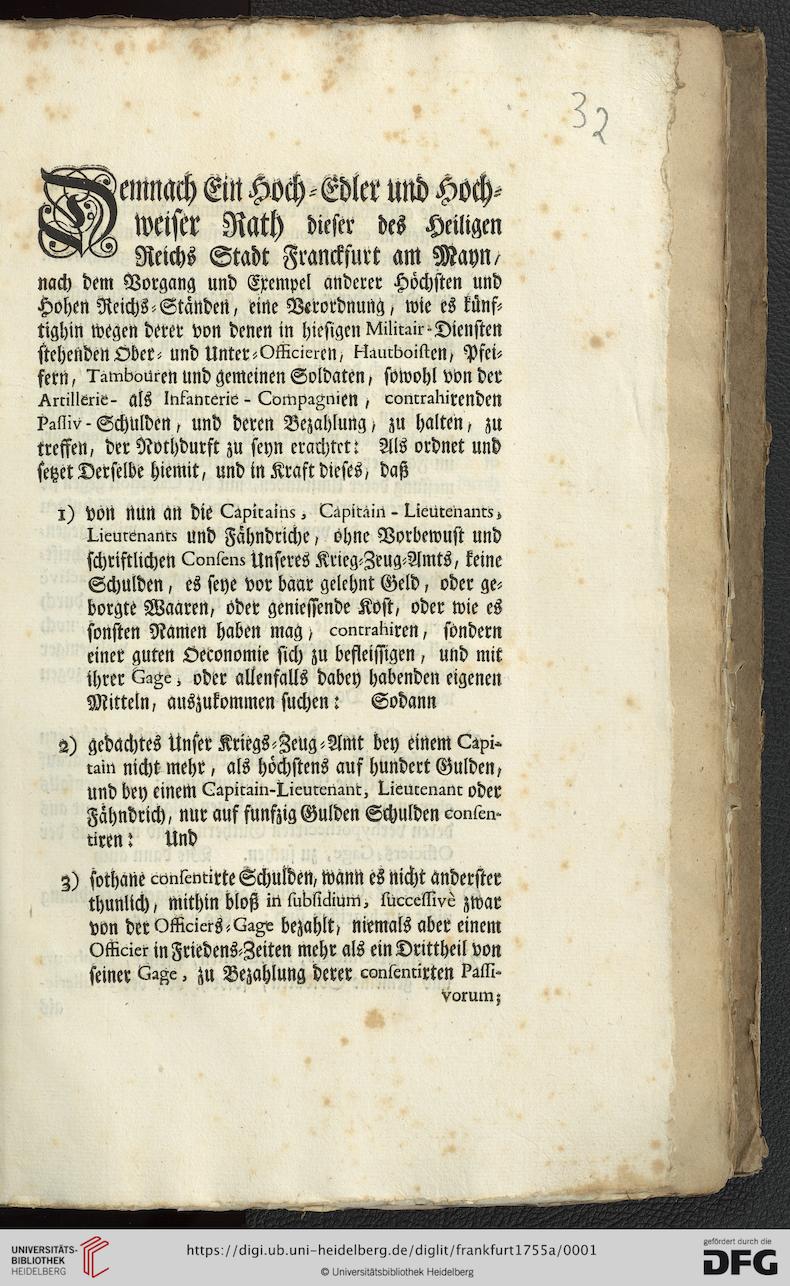 32
Demnach Ein Hoch-Edler und Hoch-
weiser Rath dieser des Heiligen
Reichs Stadt Franckfurt am Mayn,
nach dem Vorgang und Exempel anderer Höchsten und
Hohen Reichs-Ständen, eine Verordnung, wie es künf-
tighin wegen derer von denen in hiesigen Militair-Diensten
stehenden Ober- und Unter-Officieren, Hautboisten, Pfei-
fern, Tambouren und gemeinen Soldaten, sowohl von der
Artillerie- als Infanterie-Compagnien, contrahirenden
Passiv-Schulden, und deren Bezahlung, zu halten, zu
treffen, der Nothdurft zu seyn erachtet: Als ordnet und
setzet Derselbe hiemit, und in Kraft dieses, daß
1) von nun an die Capitains, Capitain-Lieutenants,
Lieutenants und Fähndriche, ohne Vorbewust und
schriftlichen Consens Unseres Krieg-Zeug-Amts, keine
Schulden, es seye vor baar gelehnt Geld, oder ge-
borgte Waaren, oder geniessende Kost, oder wie es
sonsten Namen haben mag, contrahiren, sondern
einer guten Oeconomie sich zu befleissigen, und mit
ihrer Gage, oder allenfalls dabey habenden eigenen
Mitteln, auszukommen suchen: Sodann
2) gedachtes Unser Kriegs-Zeug-Amt bey einem Capi-
tain nicht mehr, als höchstens auf hundert Gulden,
und bey einem Capitain-Lieutenant, Lieutenant oder
Fähndrich, nur auf funfzig Gulden Schulden consen-
tiren: Und
3) sothane consentirte Schulden, wann es nicht anderster
thunlich, mithin bloß in subsidium, successivè zwar
von der Officiers-Gage bezahlt, niemals aber einem
Officier in Friedens-Zeiten mehr als ein Drittheil von
seiner Gage, zu Bezahlung derer consentirten Passi-
vorum;
UNIVERSITÄTS-
BIBLIOTHEK
HEIDELBERG
https://digi.ub.uni-heidelberg.de/diglit/frankfurt1755a/0001
© Universitätsbibliothek Heidelberg
gefördert durch die
DFG